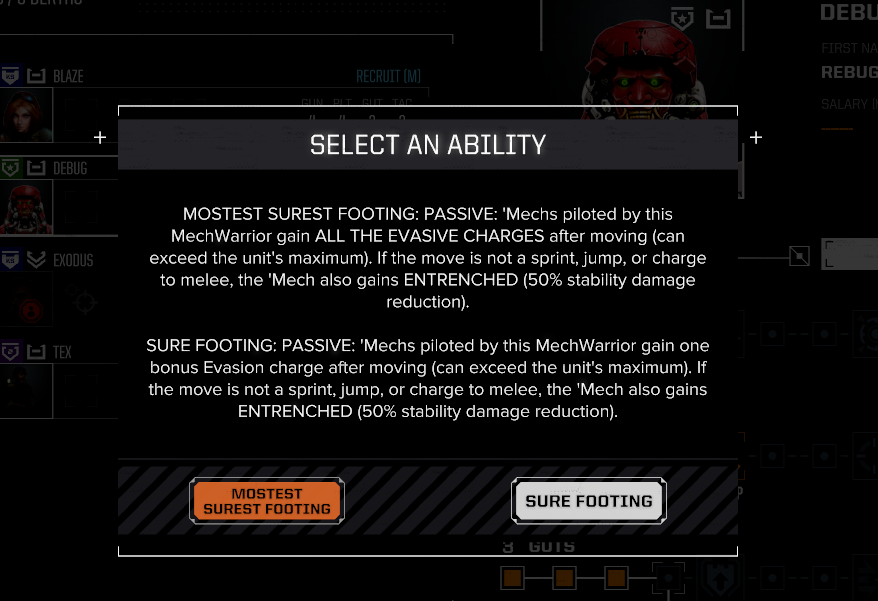 BLAZE
RECRUIT (M)
GUN PLT GUT TAC
DEBUG
EXODUS
TEX
FIRST NA
REBUG
SALARY
SELECT AN ABILITY
MOSTEST SUREST FOOTING: PASSIVE: 'Mechs piloted by this
MechWarrior gain ALL THE EVASIVE CHARGES after moving (can
exceed the unit's maximum). If the move is not a sprint, jump, or charge
to melee, the 'Mech also gains ENTRENCHED (50% stability damage
reduction).
SURE FOOTING: PASSIVE: 'Mechs piloted by this MechWarrior gain one
bonus Evasion charge after moving (can exceed the unit's maximum). If
the move is not a sprint, jump, or charge to melee, the 'Mech also gains
ENTRENCHED (50% stability damage reduction).
MOSTEST
SUREST FOOTING
SURE FOOTING
3 GUTS